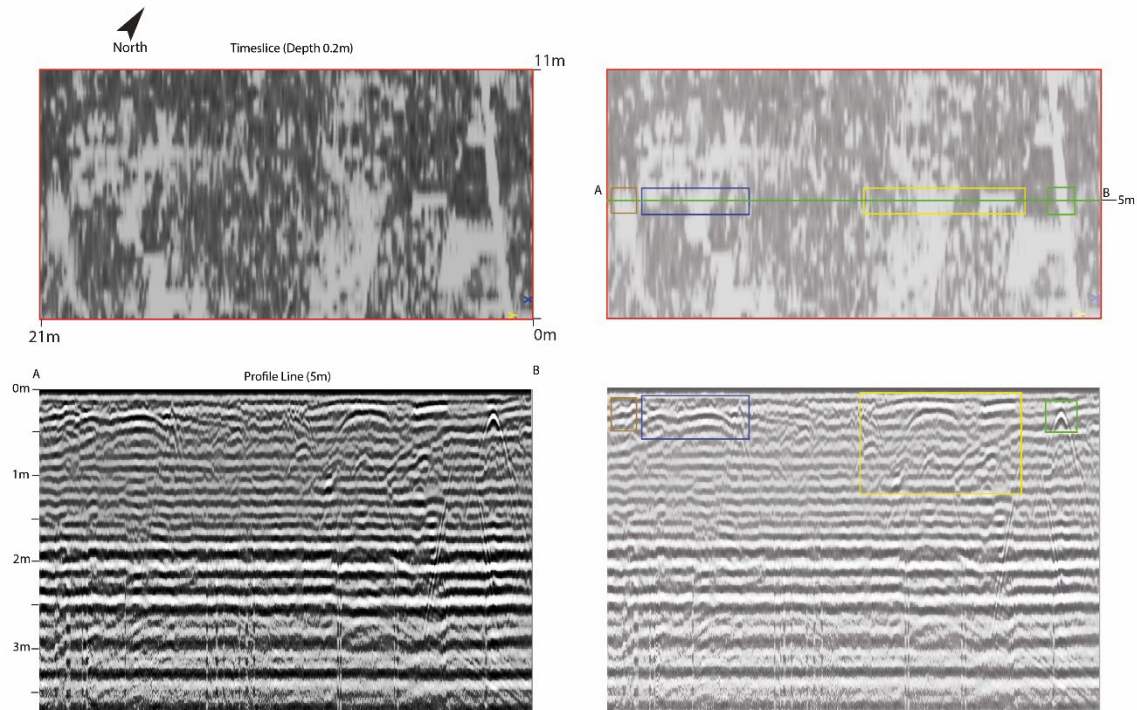 North
Timeslice (Depth 0.2m)
11m
21m
0m
A
B
5m
A
Profile Line (5m)
B
0m
1m
2m
3m
X
Y
X
Y